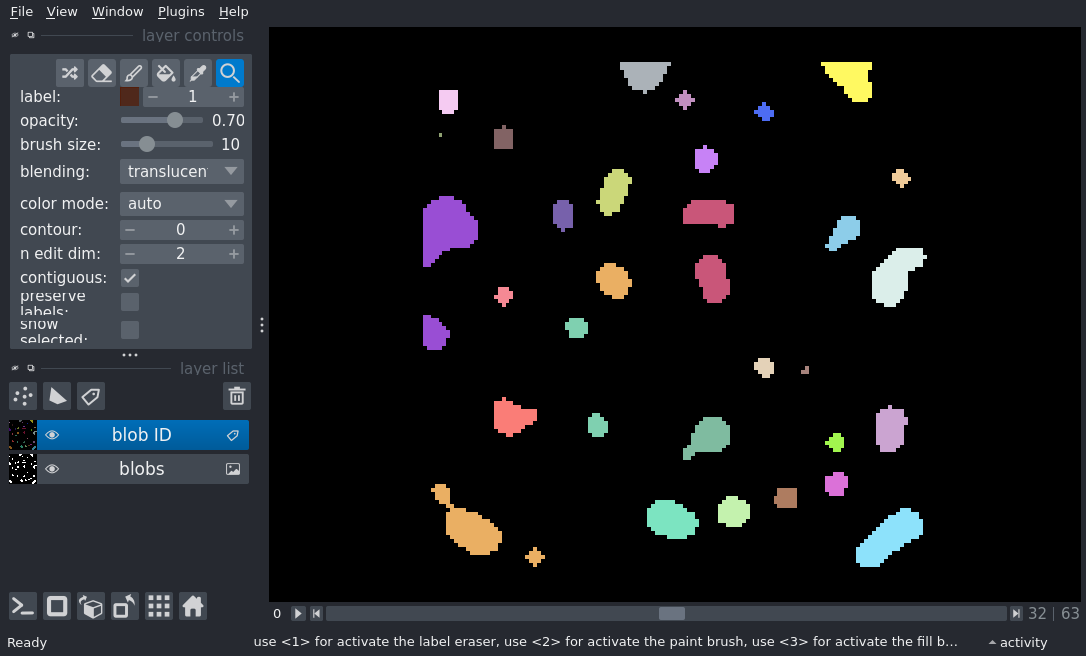 File View Window Plugins Help
layer controls
label: 1
opacity: 0.70
brush size: 10
blending: translucen
color mode: auto
contour: 0
n edit dim: 2
contiguous:
preserve
labels:
show
selected:
layer list
blob ID
blobs
0 32 | 63
Ready use <1> for activate the label eraser, use <2> for activate the paint brush, use <3> for activate the fill b... activity